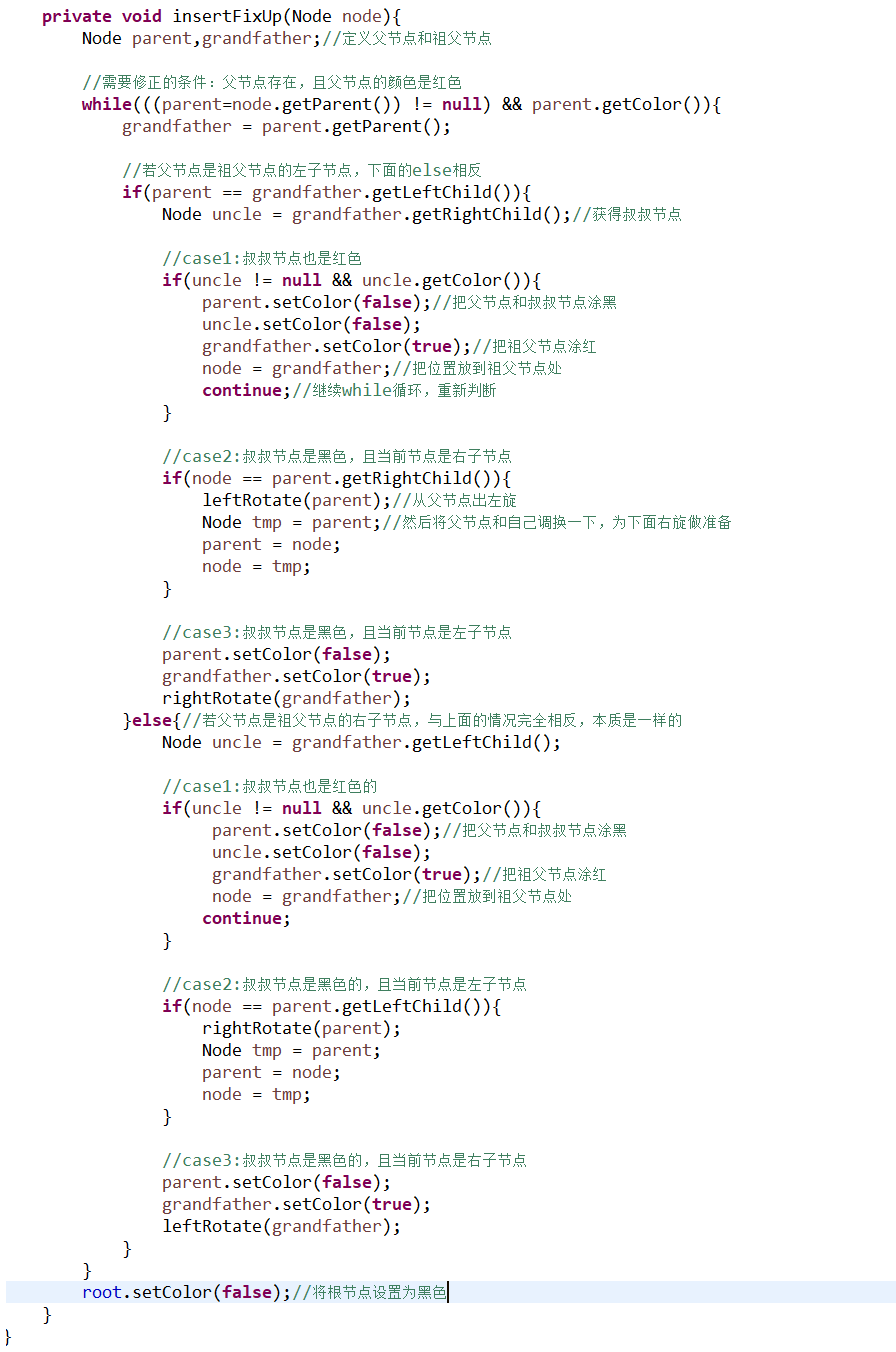 private void insertFixUp(Node node){
Node parent,grandfather;//定义父节点和祖父节点
//需要修正的条件：父节点存在，且父节点的颜色是红色
while(((parent=node.getParent()) != null) && parent.getColor()){
grandfather = parent.getParent();
//若父节点是祖父节点的左子节点，下面的else相反
if(parent == grandfather.getLeftChild()){
Node uncle = grandfather.getRightChild();//获得叔叔节点
//case1:叔叔节点也是红色
if(uncle != null && uncle.getColor()){
parent.setColor(false);//把父节点和叔叔节点涂黑
uncle.setColor(false);
grandfather.setColor(true);//把祖父节点涂红
node = grandfather;//把位置放到祖父节点处
continue;//继续while循环，重新判断
}
//case2:叔叔节点是黑色，且当前节点是右子节点
if(node == parent.getRightChild()){
leftRotate(parent);//从父节点出左旋
Node tmp = parent;//然后将父节点和自己调换一下，为下面右旋做准备
parent = node;
node = tmp;
}
//case3:叔叔节点是黑色，且当前节点是左子节点
parent.setColor(false);
grandfather.setColor(true);
rightRotate(grandfather);
}else{//若父节点是祖父节点的右子节点，与上面的情况完全相反，本质是一样的
Node uncle = grandfather.getLeftChild();
//case1:叔叔节点也是红色的
if(uncle != null && uncle.getColor()){
parent.setColor(false);//把父节点和叔叔节点涂黑
uncle.setColor(false);
grandfather.setColor(true);//把祖父节点涂红
node = grandfather;//把位置放到祖父节点处
continue;
}
//case2:叔叔节点是黑色的，且当前节点是左子节点
if(node == parent.getLeftChild()){
rightRotate(parent);
Node tmp = parent;
parent = node;
node = tmp;
}
//case3:叔叔节点是黑色的，且当前节点是右子节点
parent.setColor(false);
grandfather.setColor(true);
leftRotate(grandfather);
}
}
root.setColor(false);//将根节点设置为黑色
}
}